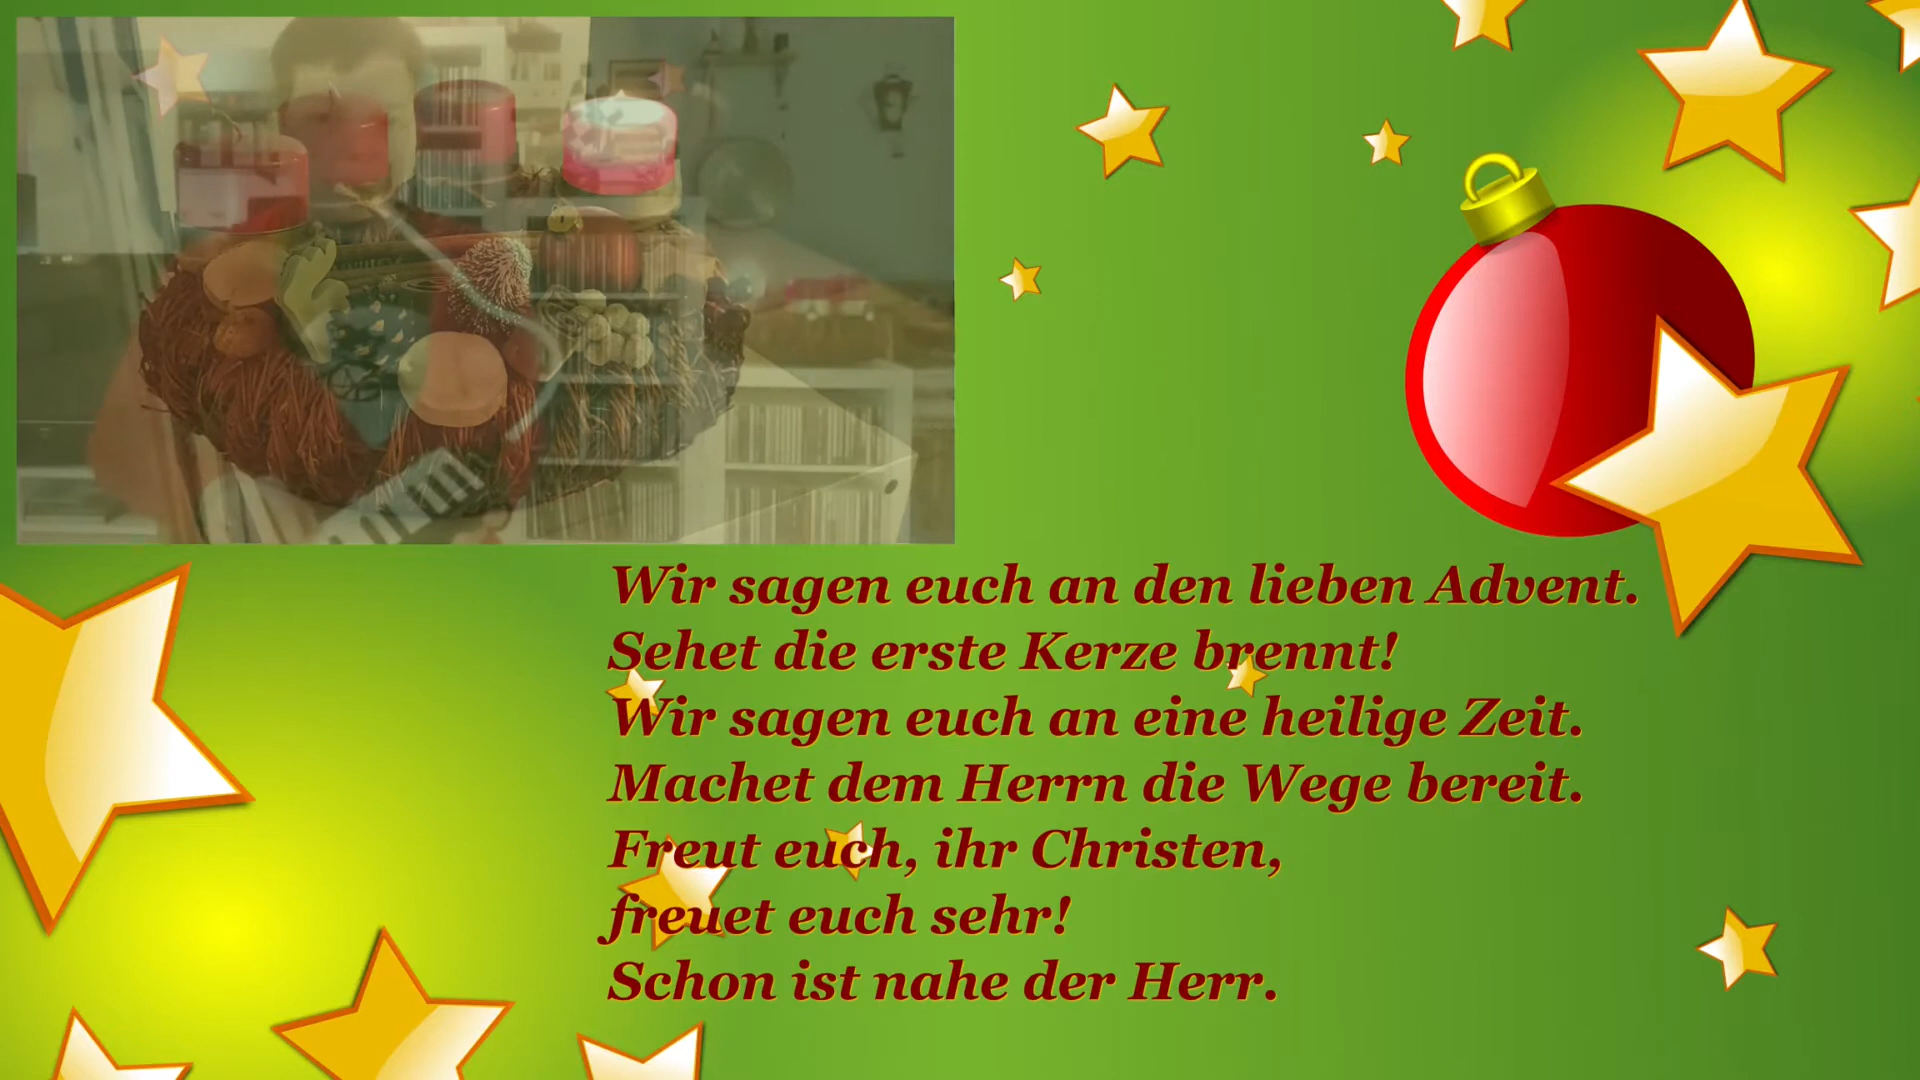 Wir sagen euch an den lieben Advent.
Sehet die erste Kerze brennt!
Wir sagen euch an eine heilige Zeit.
Machet dem Herrn die Wege bereit.
Freut euch, ihr Christen,
freuet euch sehr!
Schon ist nahe der Herr.